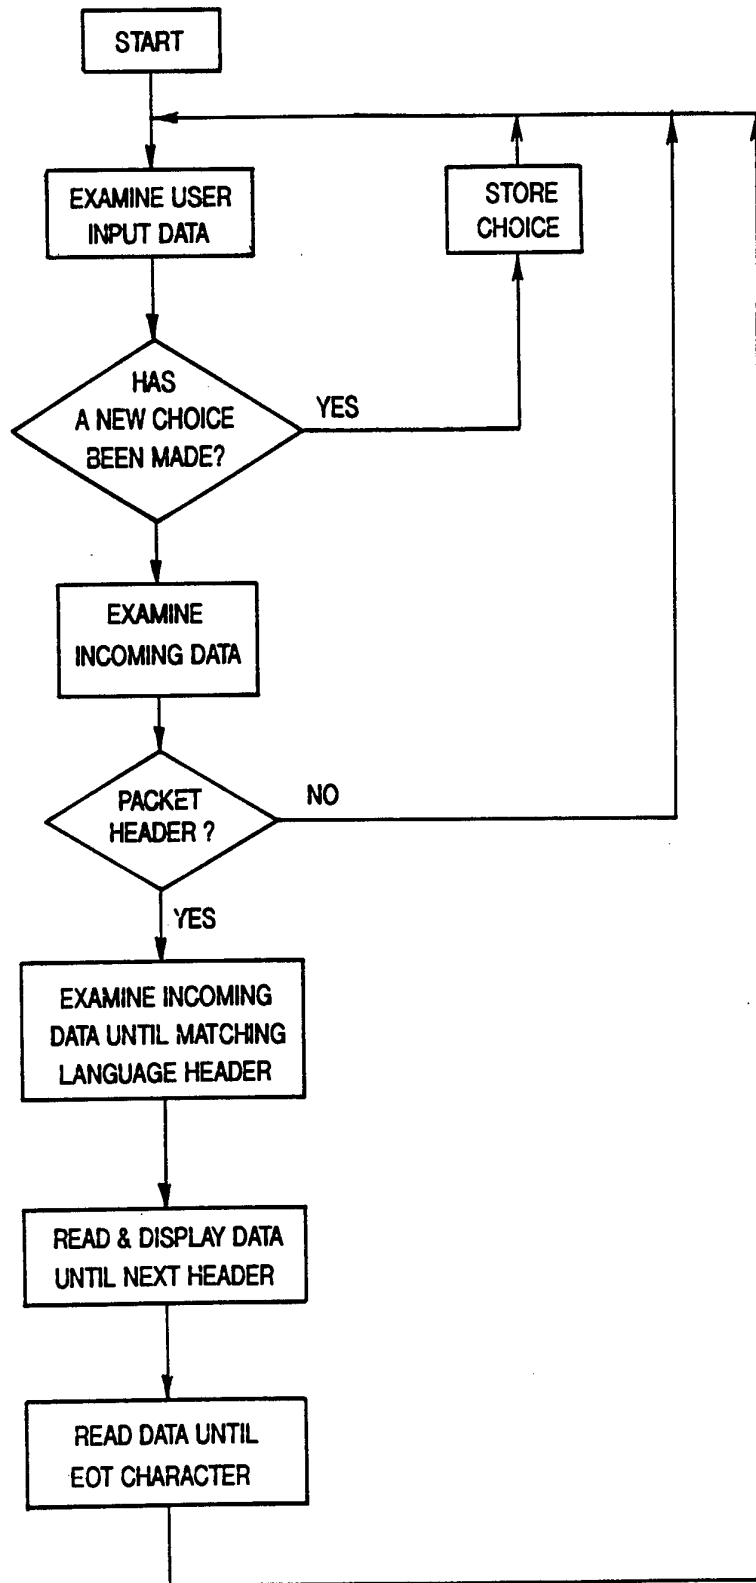 START
EXAMINE USER
INPUT DATA
STORE
CHOICE
HAS
A NEW CHOICE
BEEN MADE?
YES
EXAMINE
INCOMING DATA
PACKET
HEADER ?
NO
YES
EXAMINE INCOMING
DATA UNTIL MATCHING
LANGUAGE HEADER
READ & DISPLAY DATA
UNTIL NEXT HEADER
READ DATA UNTIL
EOT CHARACTER